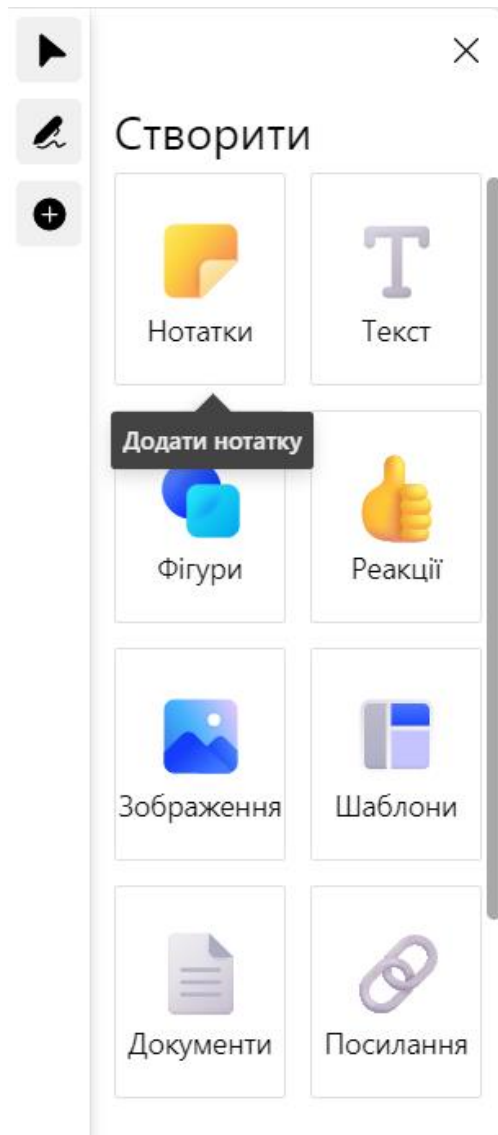 Створити
Нотатки
Текст
Додати нотатку
Фігури
Реакції
Зображення
Шаблони
Документи
Посилання